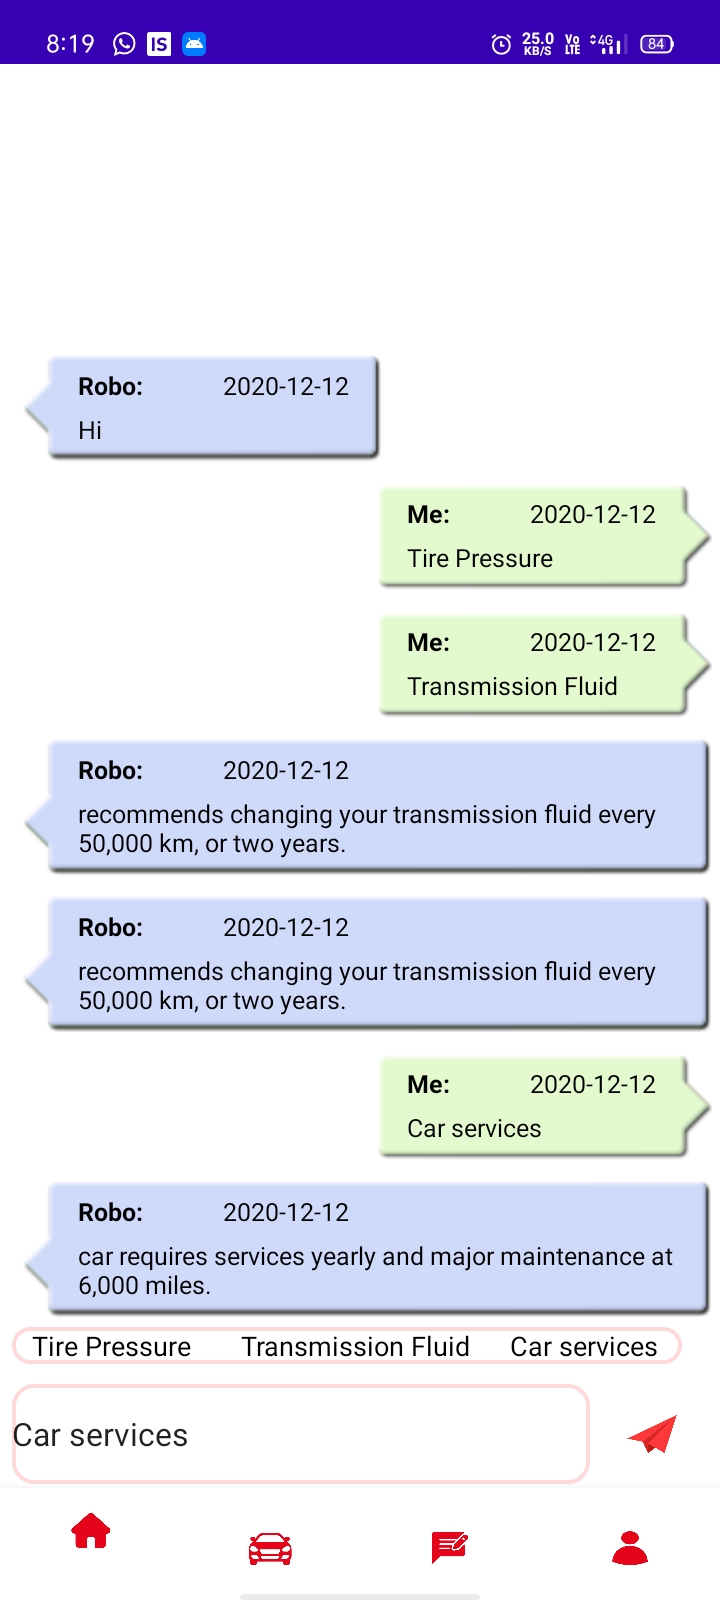 8:19 IS 25.0 KB/S Vo LTE 4G 84
Robo: 2020-12-12
Hi
Me: 2020-12-12
Tire Pressure
Me: 2020-12-12
Transmission Fluid
Robo: 2020-12-12
recommends changing your transmission fluid every
50,000 km, or two years.
Robo: 2020-12-12
recommends changing your transmission fluid every
50,000 km, or two years.
Me: 2020-12-12
Car services
Robo: 2020-12-12
car requires services yearly and major maintenance at
6,000 miles.
Tire Pressure Transmission Fluid Car services
Car services